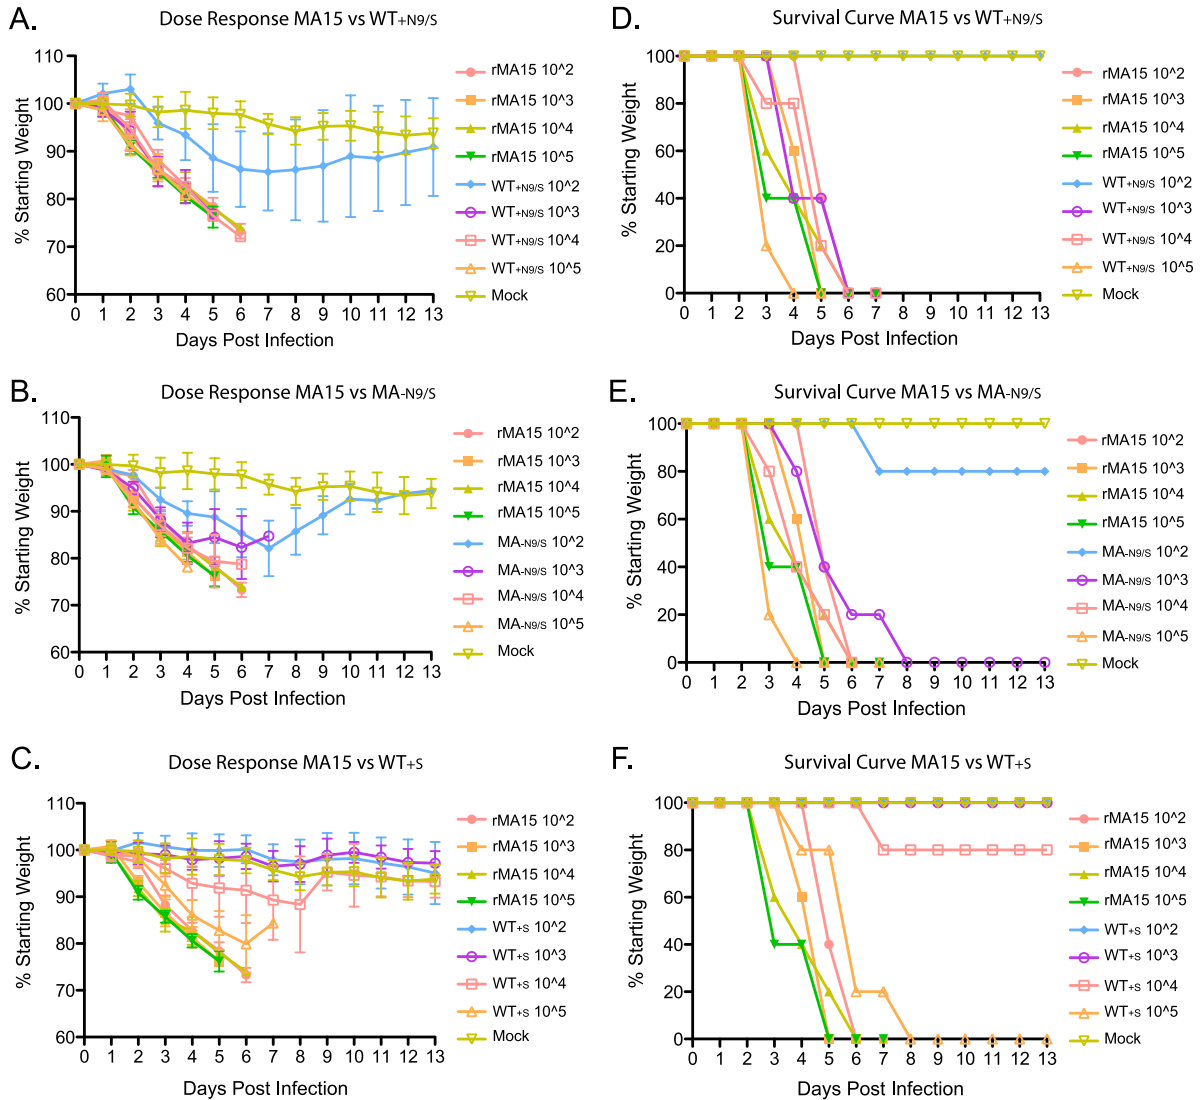 A.
Dose Response MA15 vs WT+N9/S
% Starting Weight
110
100
90
80
70
60
0 1 2 3 4 5 6 7 8 9 10 11 12 13
Days Post Infection
rMA15 10^2
rMA15 10^3
rMA15 10^4
rMA15 10^5
WT+N9/S 10^2
WT+N9/S 10^3
WT+N9/S 10^4
WT+N9/S 10^5
Mock
D.
Survival Curve MA15 vs WT+N9/S
% Starting Weight
100
80
60
40
20
0
0 1 2 3 4 5 6 7 8 9 10 11 12 13
Days Post Infection
rMA15 10^2
rMA15 10^3
rMA15 10^4
rMA15 10^5
WT+N9/S 10^2
WT+N9/S 10^3
WT+N9/S 10^4
WT+N9/S 10^5
Mock
B.
Dose Response MA15 vs MA-N9/S
% Starting Weight
110
100
90
80
70
60
0 1 2 3 4 5 6 7 8 9 10 11 12 13
Days Post Infection
rMA15 10^2
rMA15 10^3
rMA15 10^4
rMA15 10^5
MA-N9/S 10^2
MA-N9/S 10^3
MA-N9/S 10^4
MA-N9/S 10^5
Mock
E.
Survival Curve MA15 vs MA-N9/S
% Starting Weight
100
80
60
40
20
0
0 1 2 3 4 5 6 7 8 9 10 11 12 13
Days Post Infection
rMA15 10^2
rMA15 10^3
rMA15 10^4
rMA15 10^5
MA-N9/S 10^2
MA-N9/S 10^3
MA-N9/S 10^4
MA-N9/S 10^5
Mock
C.
Dose Response MA15 vs WT+S
% Starting Weight
110
100
90
80
70
60
0 1 2 3 4 5 6 7 8 9 10 11 12 13
Days Post Infection
rMA15 10^2
rMA15 10^3
rMA15 10^4
rMA15 10^5
WT+S 10^2
WT+S 10^3
WT+S 10^4
WT+S 10^5
Mock
F.
Survival Curve MA15 vs WT+S
% Starting Weight
100
80
60
40
20
0
0 1 2 3 4 5 6 7 8 9 10 11 12 13
Days Post Infection
rMA15 10^2
rMA15 10^3
rMA15 10^4
rMA15 10^5
WT+S 10^2
WT+S 10^3
WT+S 10^4
WT+S 10^5
Mock